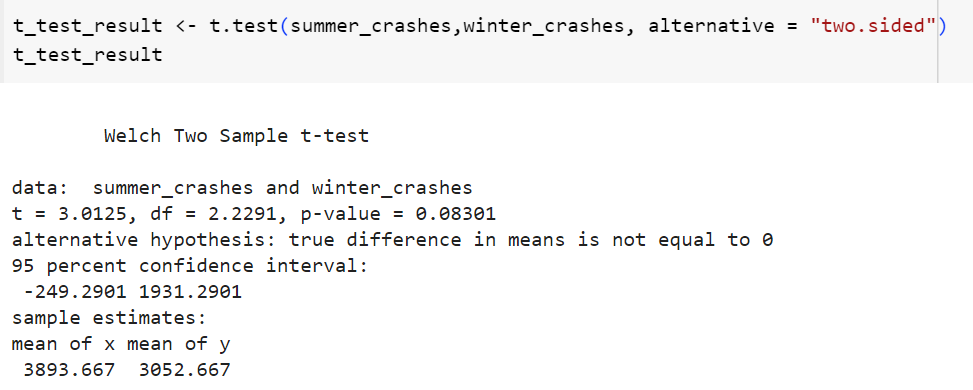 t_test_result <- t.test(summer_crashes,winter_crashes, alternative = "two.sided")
t_test_result
Welch Two Sample t-test
data:  summer_crashes and winter_crashes
t = 3.0125, df = 2.2291, p-value = 0.08301
alternative hypothesis: true difference in means is not equal to 0
95 percent confidence interval:
-249.2901 1931.2901
sample estimates:
mean of x mean of y
3893.667  3052.667